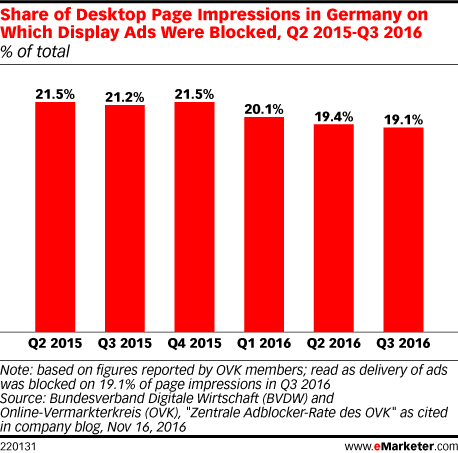 Share of Desktop Page Impressions in Germany on
Which Display Ads Were Blocked, Q2 2015-Q3 2016
% of total
21.5%
21.2%
21.5%
20.1%
19.4%
19.1%
Q2 2015
Q3 2015
Q4 2015
Q1 2016
Q2 2016
Q3 2016
Note: based on figures reported by OVK members; read as delivery of ads
was blocked on 19.1% of page impressions in Q3 2016
Source: Bundesverband Digitale Wirtschaft (BVDW) and
Online-Vermarkterkreis (OVK), "Zentrale Adblocker-Rate des OVK" as cited
in company blog, Nov 16, 2016
220131
www.eMarketer.com